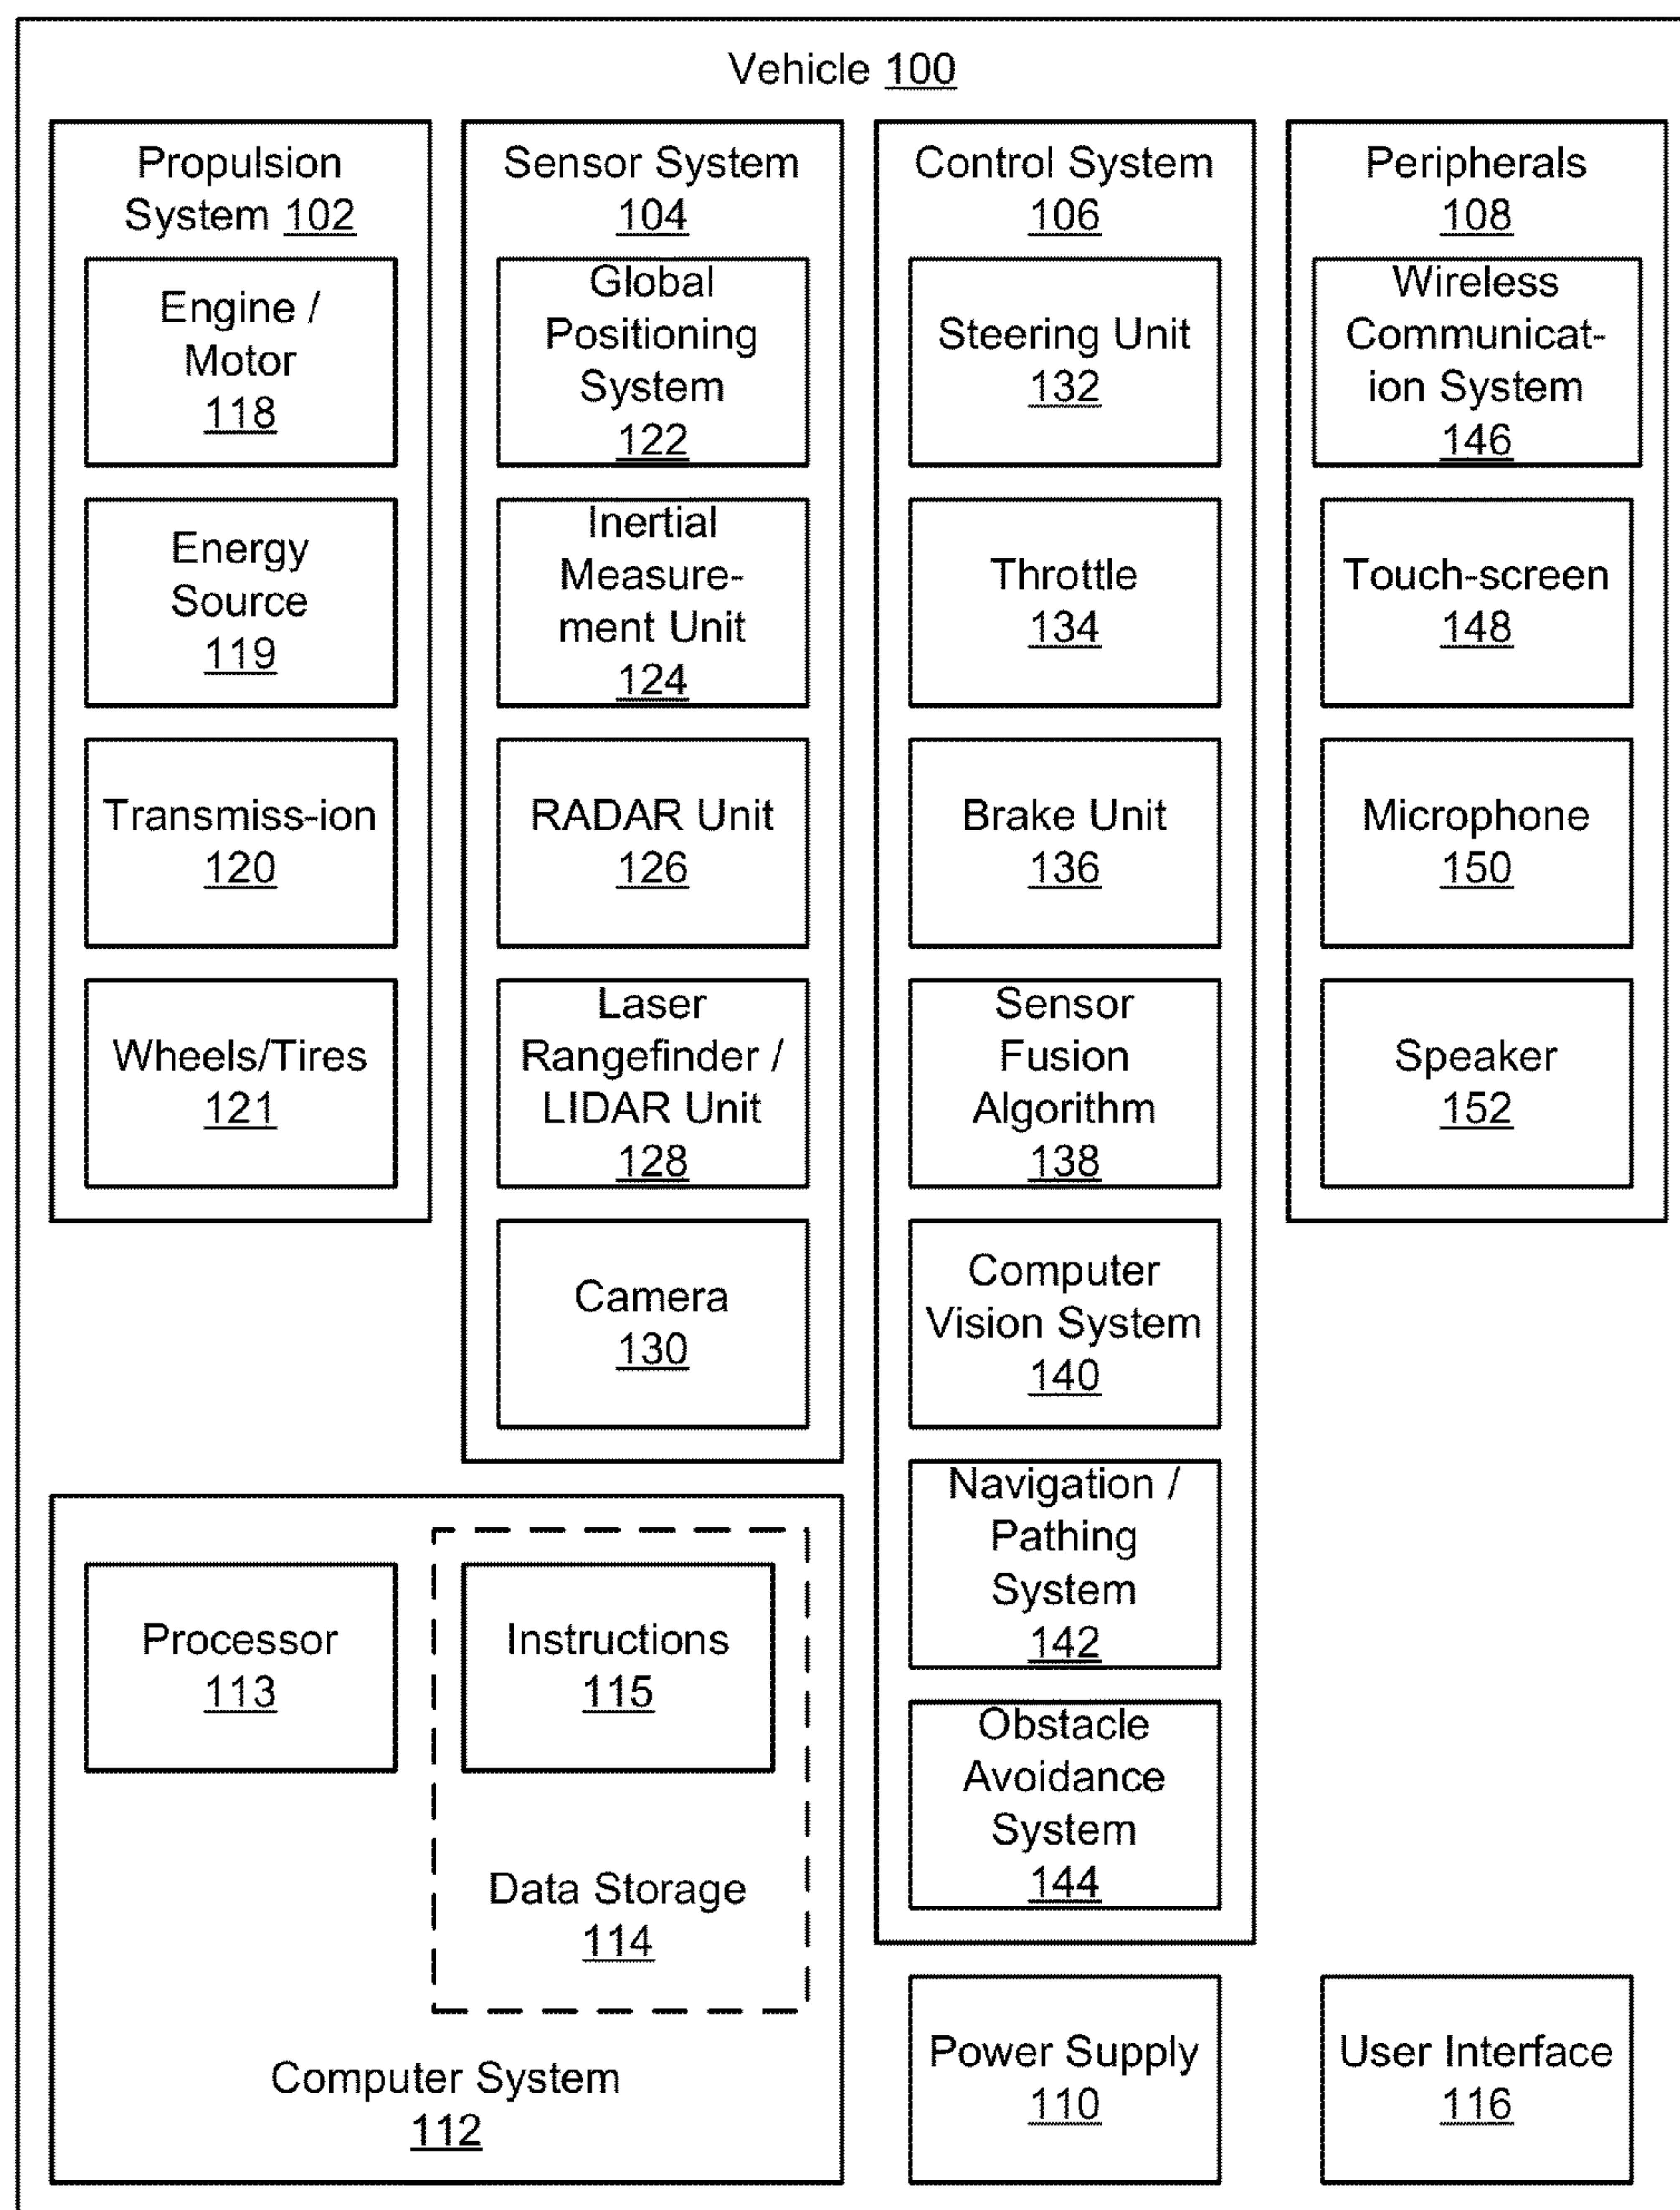 Vehicle 100
Propulsion
System 102
Engine /
Motor
118
Energy
Source
119
Transmiss-ion
120
Wheels/Tires
121
Sensor System
104
Global
Positioning
System
122
Inertial
Measure-
ment Unit
124
RADAR Unit
126
Laser
Rangefinder /
LIDAR Unit
128
Camera
130
Control System
106
Steering Unit
132
Throttle
134
Brake Unit
136
Sensor
Fusion
Algorithm
138
Computer
Vision System
140
Navigation /
Pathing
System
142
Obstacle
Avoidance
System
144
Peripherals
108
Wireless
Communicat-
ion System
146
Touch-screen
148
Microphone
150
Speaker
152
Processor
113
Instructions
115
Data Storage
114
Computer System
112
Power Supply
110
User Interface
116